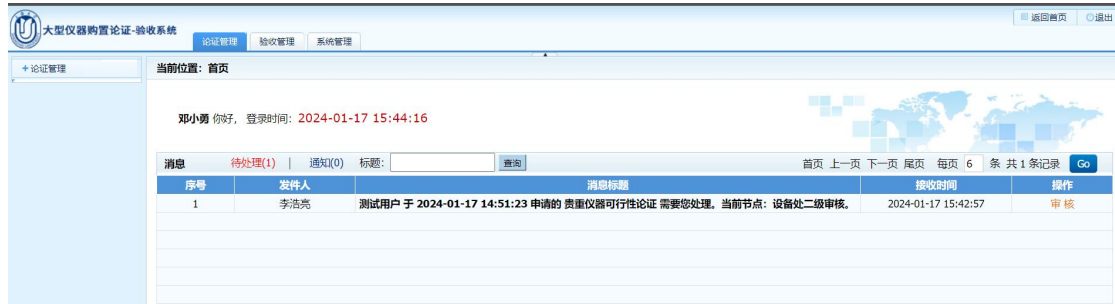 返回首页 退出
大型仪器购置论证-验收系统
论证管理 验收管理 系统管理
+论证管理
当前位置：首页
邓小勇 你好， 登录时间：2024-01-17 15:44:16
消息 待处理(1) | 通知(0) 标题： 查询 首页 上一页 下一页 尾页 每页 6 条 共 1 条记录 Go
序号 发件人 消息标题 接收时间 操作
1 李浩亮 测试用户 于 2024-01-17 14:51:23 申请的 贵重仪器可行性论证 需要您处理。当前节点：设备处二级审核。 2024-01-17 15:42:57 审 核